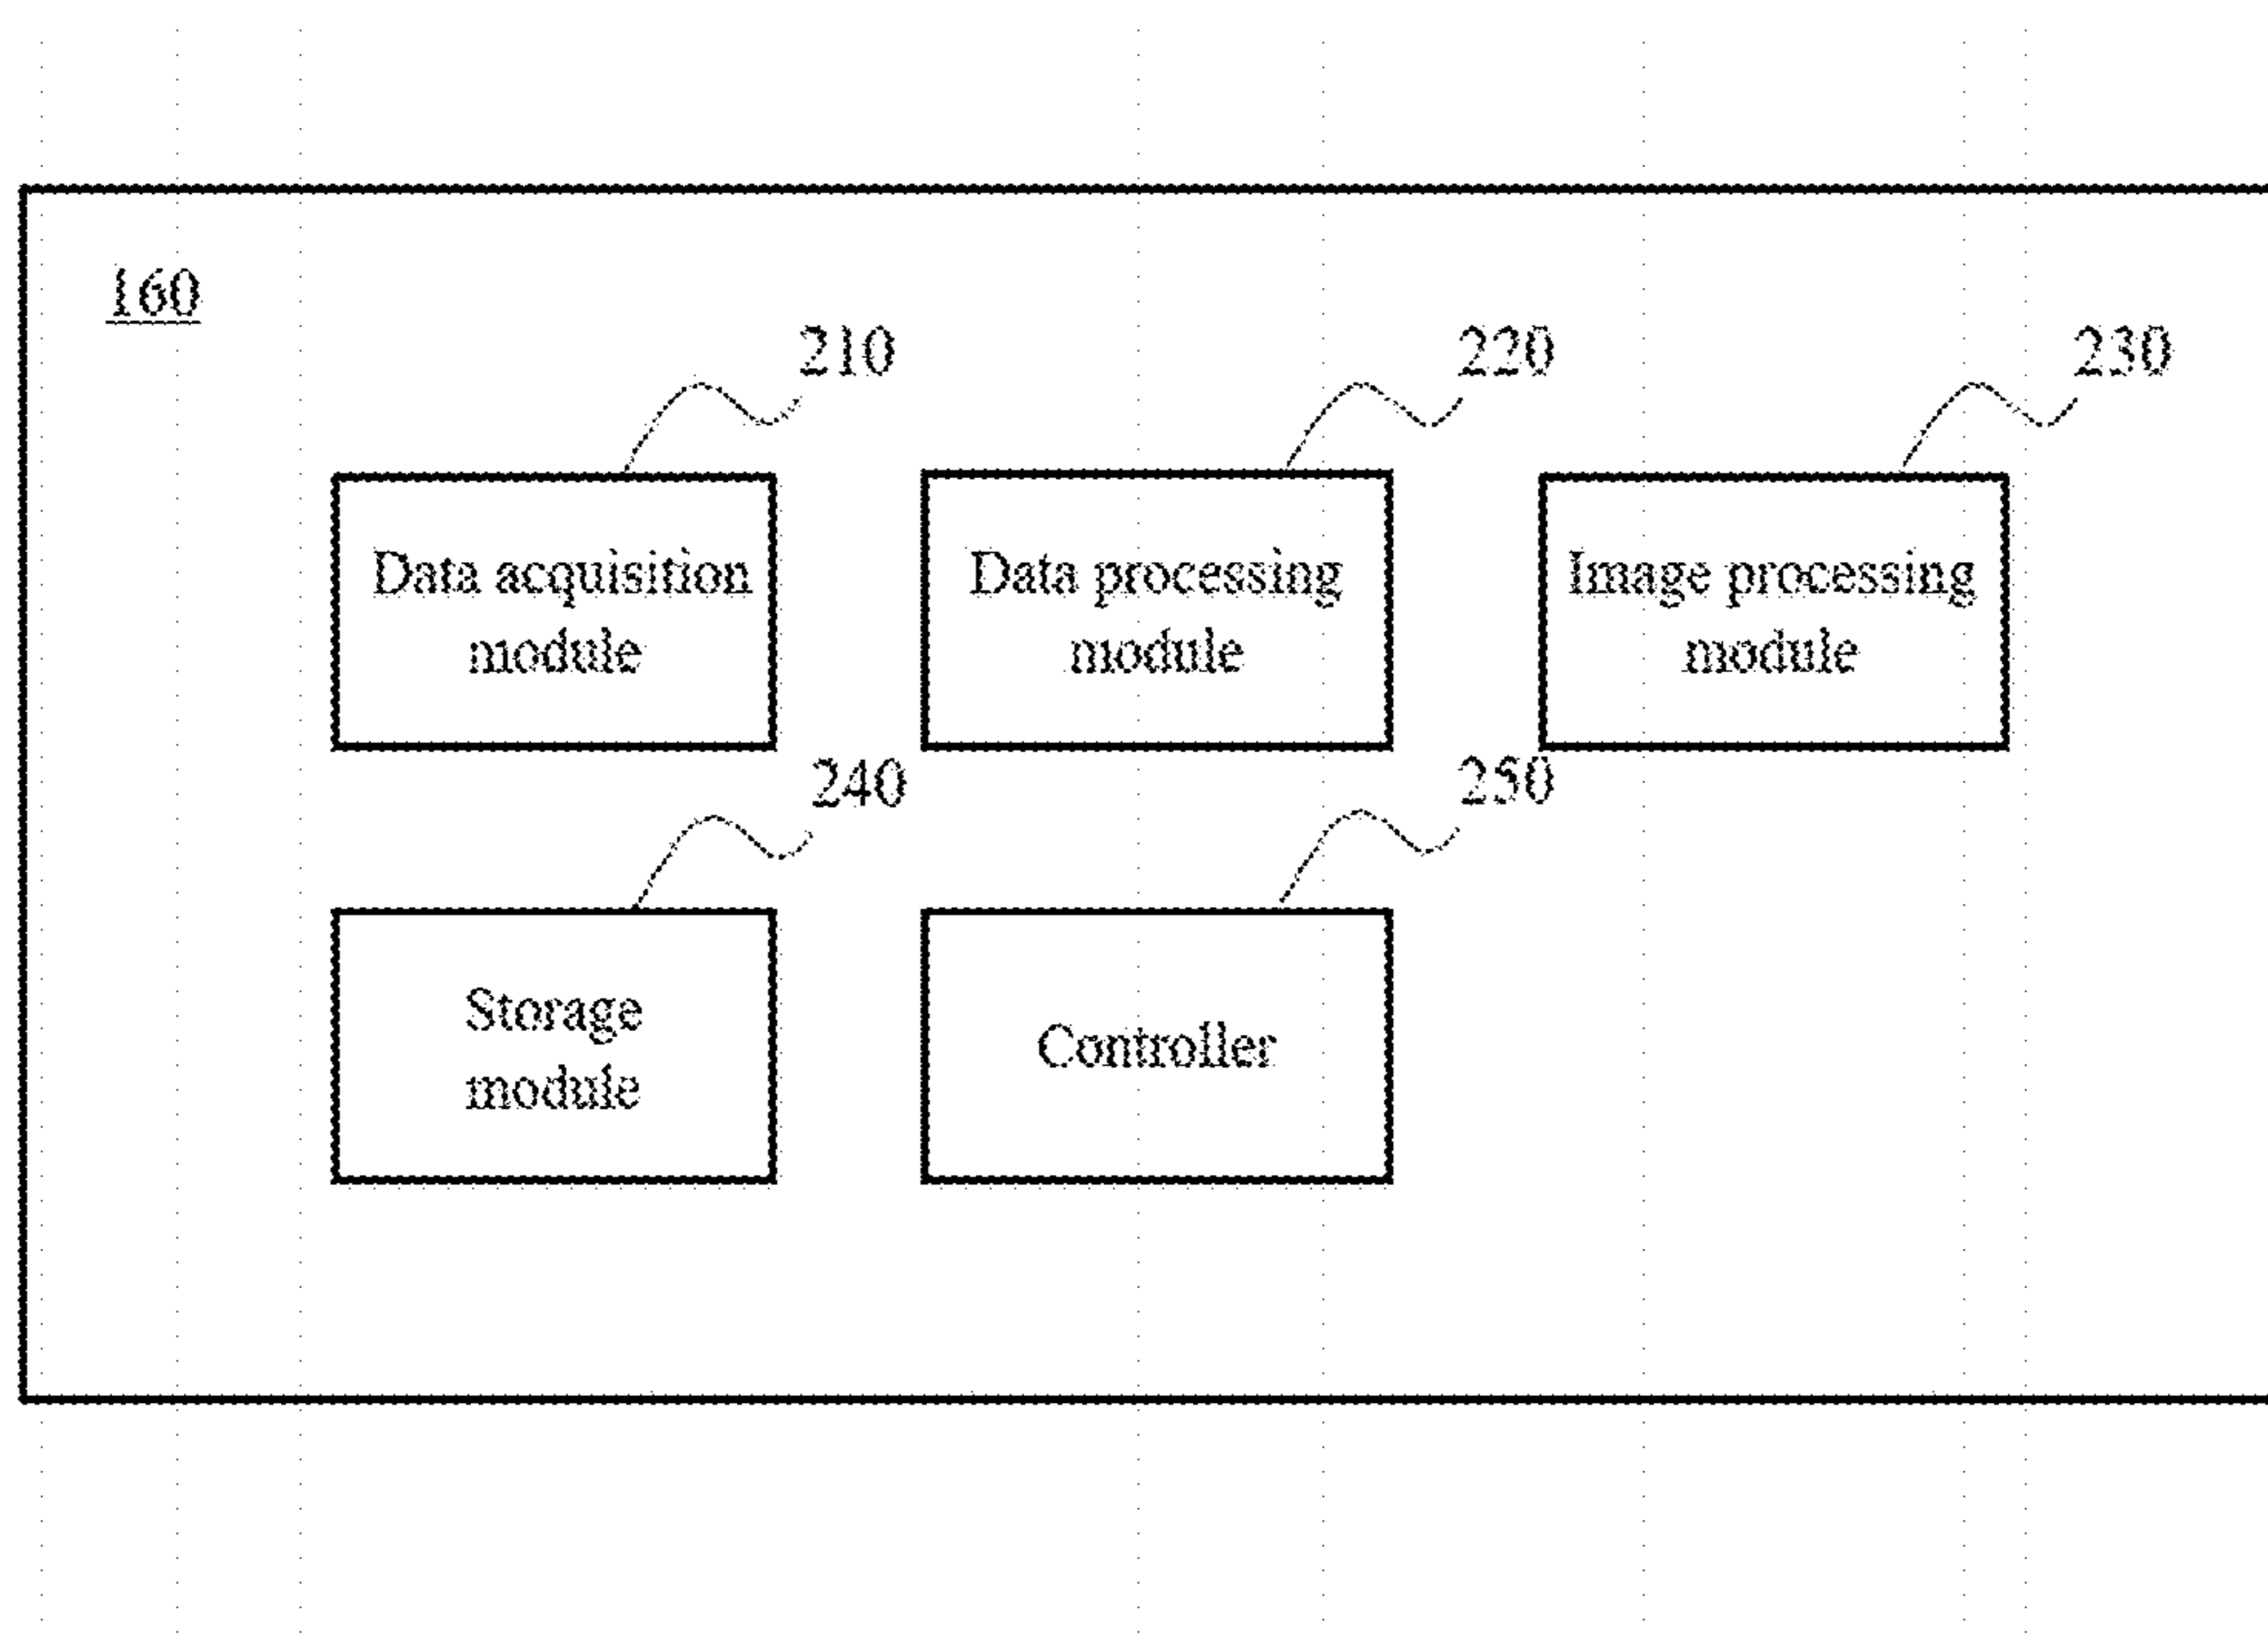 160
210
220
230
Data acquisition
module
Data processing
module
Image processing
module
240
250
Storage
module
Controller